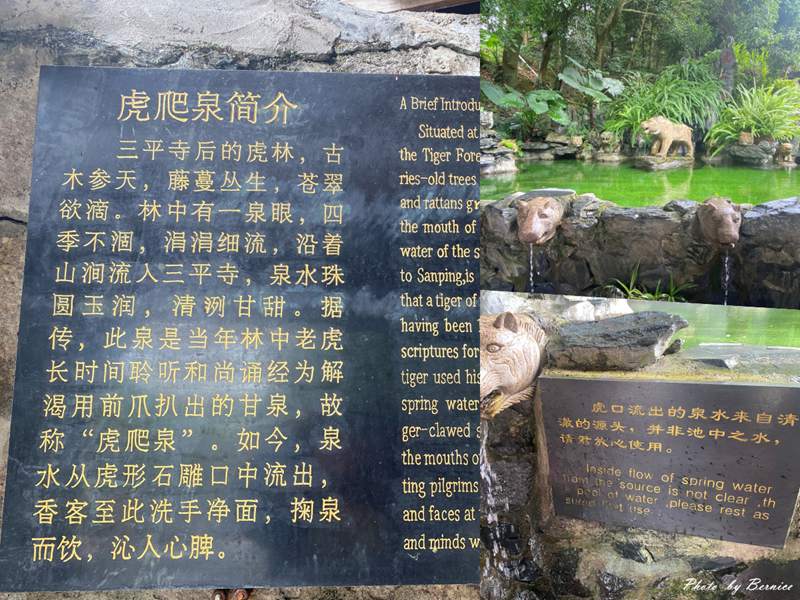 虎爬泉简介
三平寺后的虎林，古
木参天，藤蔓丛生，苍翠
欲滴。林中有一泉眼，四
季不涸，涓涓细流，沿着
山涧流入三平寺，泉水珠
圆玉润，清冽甘甜。据
传，此泉是当年林中老虎
长时间聆听和尚诵经为解
渴用前爪扒出的甘泉，故
称“虎爬泉”。如今，泉
水从虎形石雕口中流出，
香客至此洗手净面，掬泉
而饮，沁人心脾。
A Brief Introdu
Situated at
the Tiger Fore
ries-old trees
and rattans gr
the mouth of
water of the s
to Sanping,is
that a tiger of
having been
scriptures for
tiger used his
spring water
ger-clawed s
the mouths o
ting pilgrims
and faces at
and minds w
虎口流出的泉水来自清
澈的源头，并非池中之水，
请君放心使用。
Inside flow of spring water
from the source is not clear ,th
pool of water ,please rest as
sured that use .
Photo by Bernice